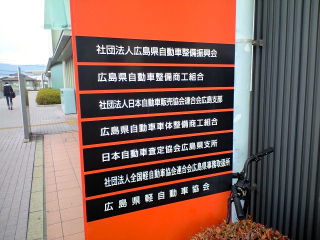 社団法人広島県自動車整備振興会
広島県自動車整備商工組合
社団法人日本自動車販売協会連合会広島支部
広島県自動車車体整備商工組合
日本自動車査定協会広島県支所
社団法人全国軽自動車協会連合会広島県事務取扱所
広島県軽自動車協会